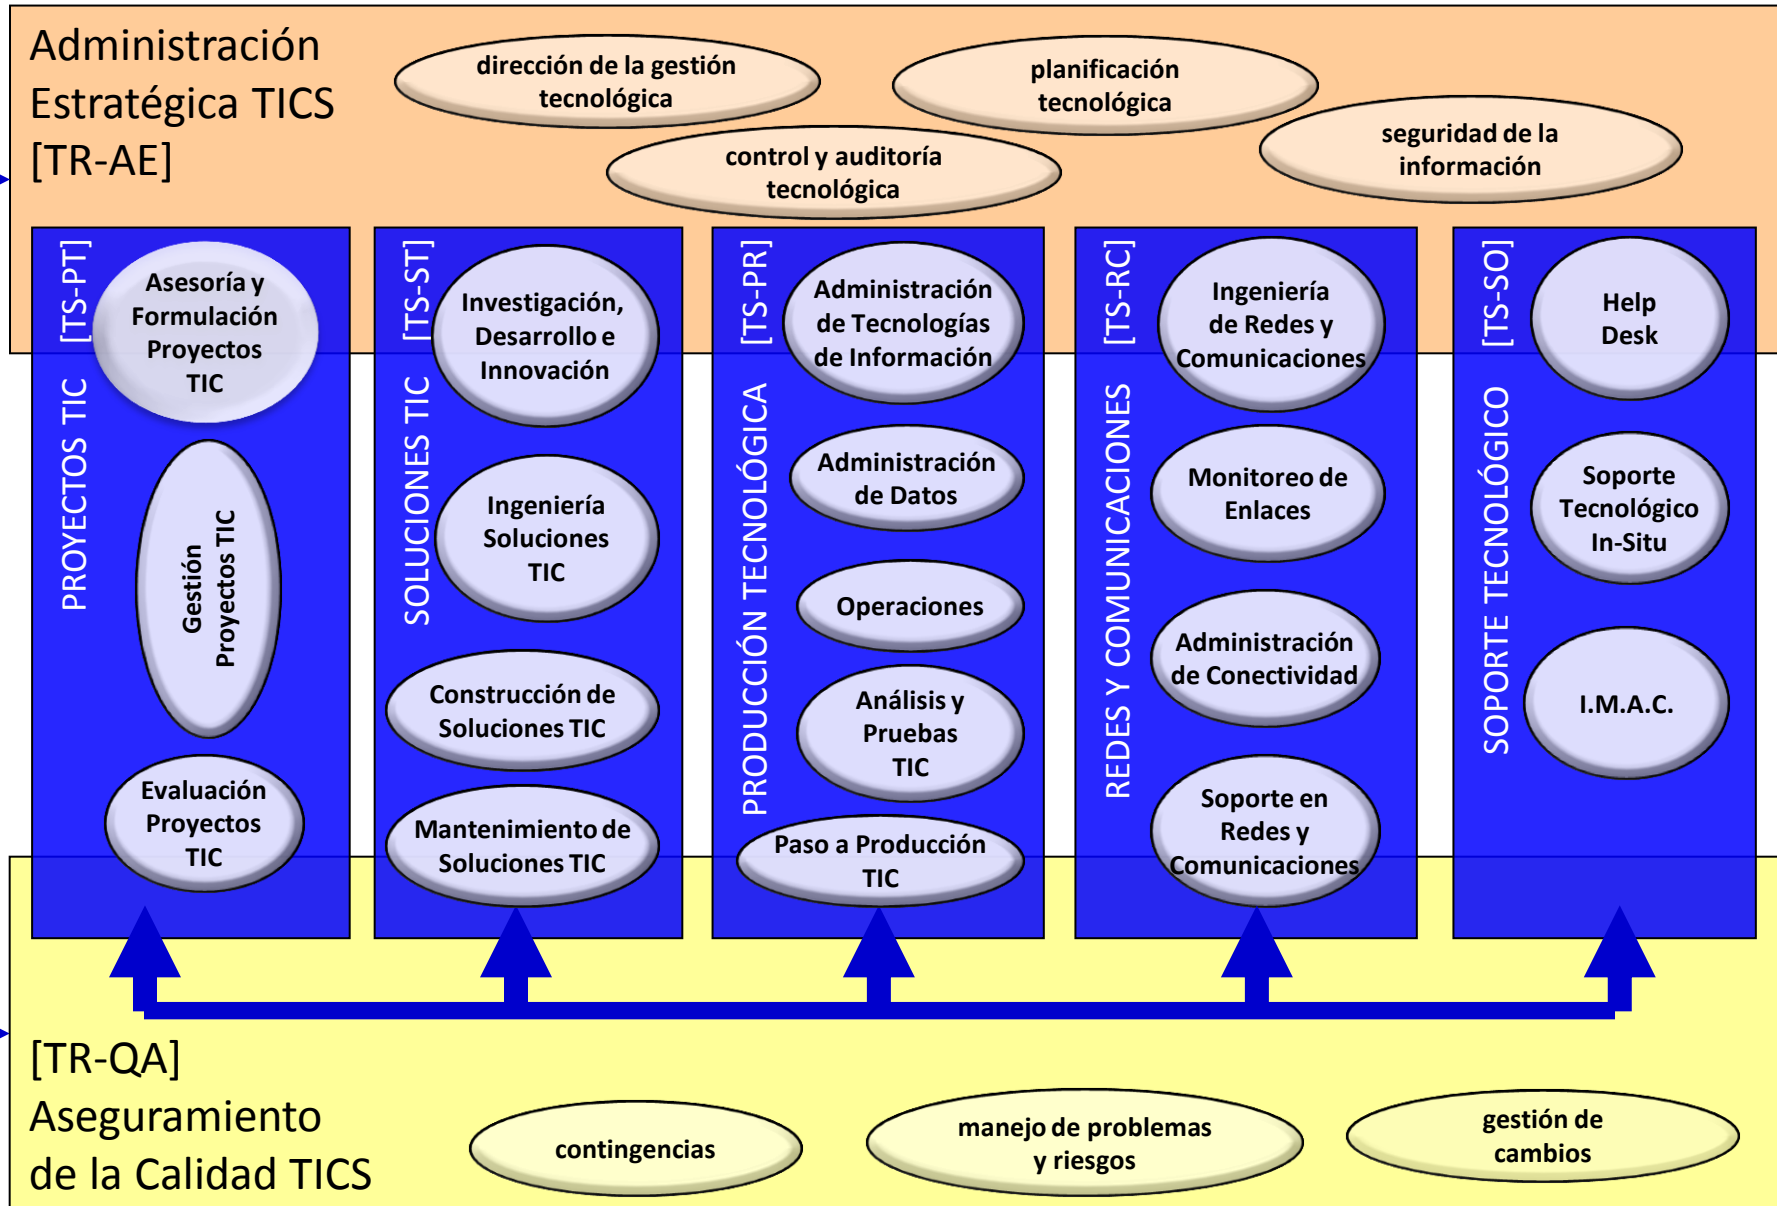 Administración
Estratégica TICS
[TR-AE]
dirección de la gestión
tecnológica
planificación
tecnológica
control y auditoría
tecnológica
seguridad de la
información
PROYECTOS TIC [TS-PT]
Asesoría y
Formulación
Proyectos
TIC
Gestión
Proyectos TIC
Evaluación
Proyectos
TIC
SOLUCIONES TIC [TS-ST]
Investigación,
Desarrollo e
Innovación
Ingeniería
Soluciones
TIC
Construcción de
Soluciones TIC
Mantenimiento de
Soluciones TIC
PRODUCCIÓN TECNOLÓGICA [TS-PR]
Administración
de Tecnologías
de Información
Administración
de Datos
Operaciones
Análisis y
Pruebas
TIC
Paso a Producción
TIC
REDES Y COMUNICACIONES [TS-RC]
Ingeniería
de Redes y
Comunicaciones
Monitoreo de
Enlaces
Administración
de Conectividad
Soporte en
Redes y
Comunicaciones
SOPORTE TECNOLÓGICO [TS-SO]
Help
Desk
Soporte
Tecnológico
In-Situ
I.M.A.C.
[TR-QA]
Aseguramiento
de la Calidad TICS
contingencias
manejo de problemas
y riesgos
gestión de
cambios